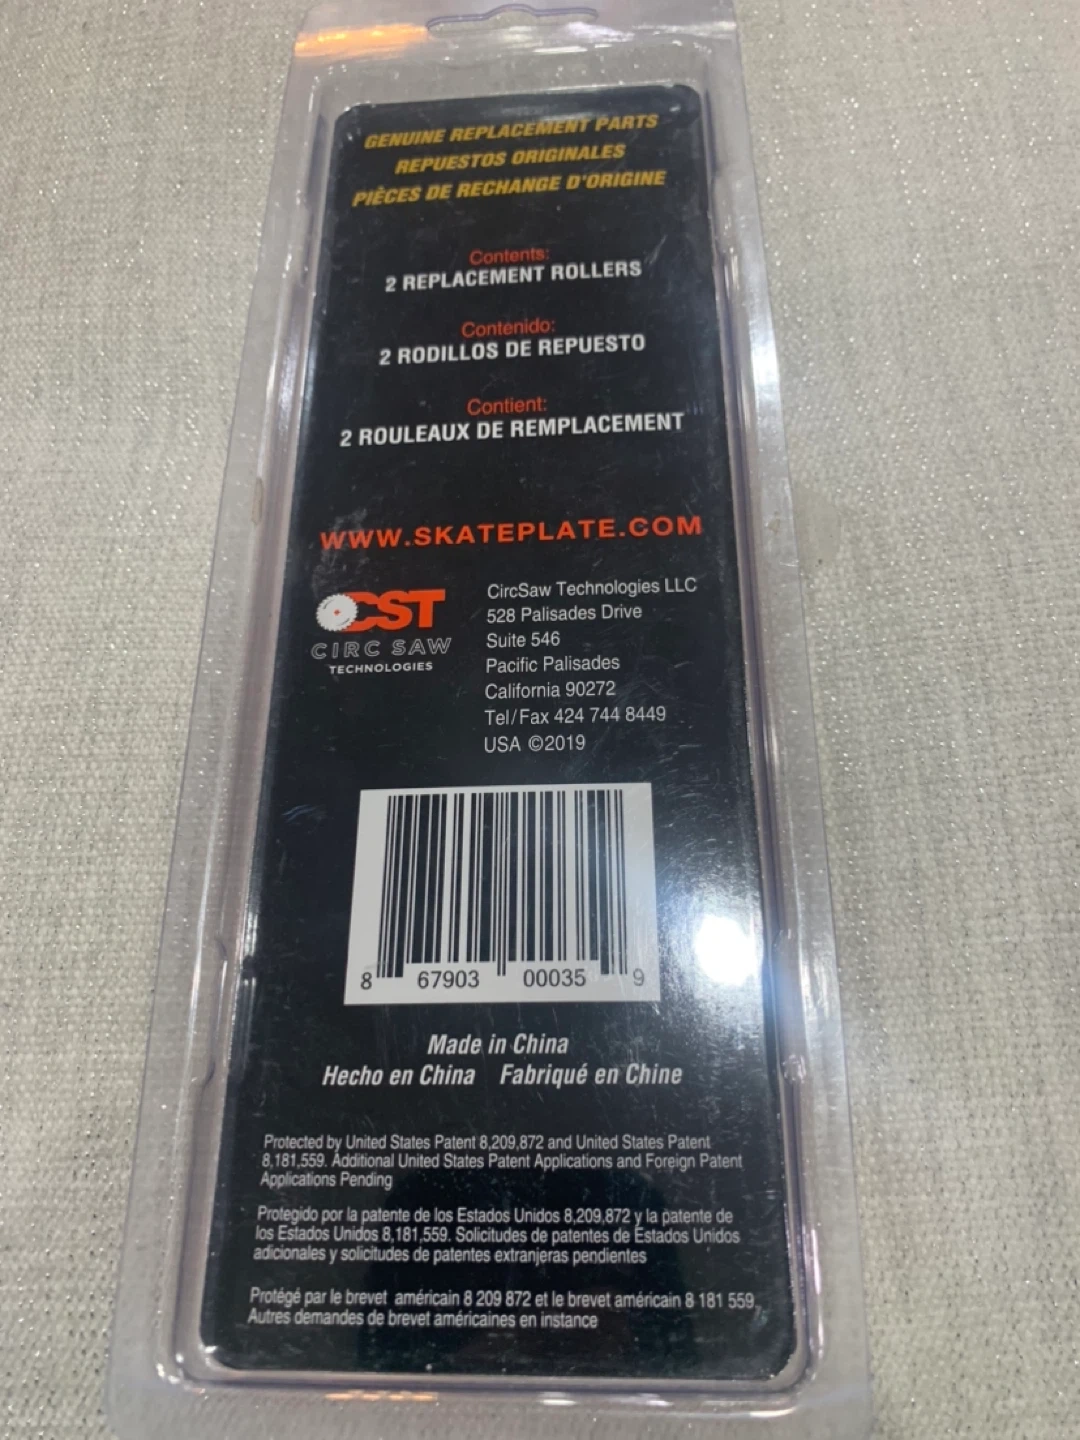 GENUINE REPLACEMENT PARTS
REPUESTOS ORIGINALES
PIÈCES DE RECHANGE D'ORIGINE
Contents:
2 REPLACEMENT ROLLERS
Contenido:
2 RODILLOS DE REPUESTO
Contient:
2 ROULEAUX DE REMPLACEMENT
WWW.SKATEPLATE.COM
CST
CIRC SAW
TECHNOLOGIES
CircSaw Technologies LLC
528 Palisades Drive
Suite 546
Pacific Palisades
California 90272
Tel/Fax 424 744 8449
USA ©2019
8 67903 00035 9
Made in China
Hecho en China Fabriqué en Chine
Protected by United States Patent 8,209,872 and United States Patent
8,181,559. Additional United States Patent Applications and Foreign Patent
Applications Pending
Protegido por la patente de los Estados Unidos 8,209,872 y la patente de
los Estados Unidos 8,181,559. Solicitudes de patentes de Estados Unidos
adicionales y solicitudes de patentes extranjeras pendientes
Protégé par le brevet américain 8 209 872 et le brevet américain 8 181 559,
Autres demandes de brevet américaines en instance